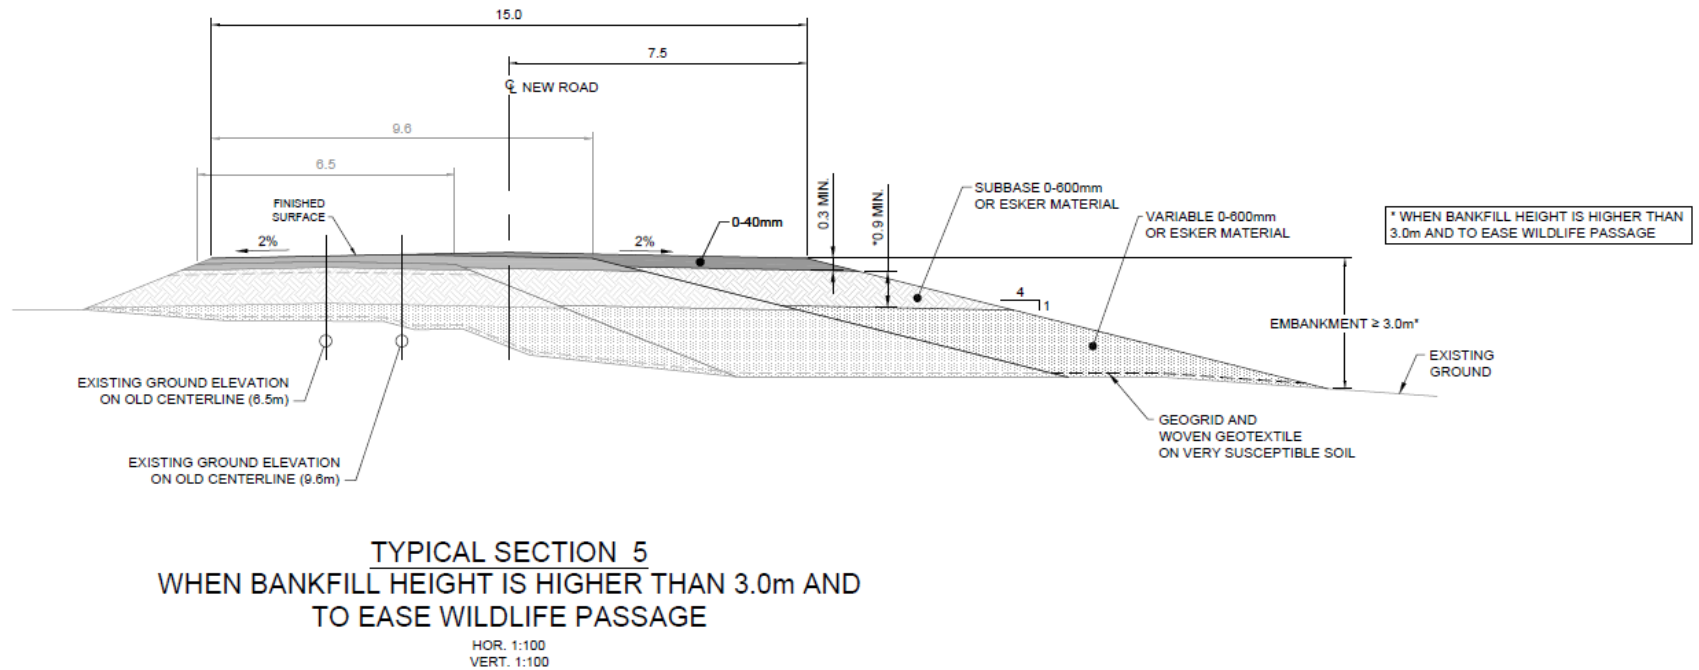 15.0
7.5
℄ NEW ROAD
9.6
6.5
FINISHED
SURFACE
2%
2%
0-40mm
0.3 MIN.
*0.9 MIN.
SUBBASE 0-600mm
OR ESKER MATERIAL
VARIABLE 0-600mm
OR ESKER MATERIAL
* WHEN BANKFILL HEIGHT IS HIGHER THAN
3.0m AND TO EASE WILDLIFE PASSAGE
4
1
EMBANKMENT ≥ 3.0m*
EXISTING
GROUND
EXISTING GROUND ELEVATION
ON OLD CENTERLINE (6.5m)
GEOGRID AND
WOVEN GEOTEXTILE
ON VERY SUSCEPTIBLE SOIL
EXISTING GROUND ELEVATION
ON OLD CENTERLINE (9.6m)
TYPICAL SECTION 5
WHEN BANKFILL HEIGHT IS HIGHER THAN 3.0m AND
TO EASE WILDLIFE PASSAGE
HOR. 1:100
VERT. 1:100